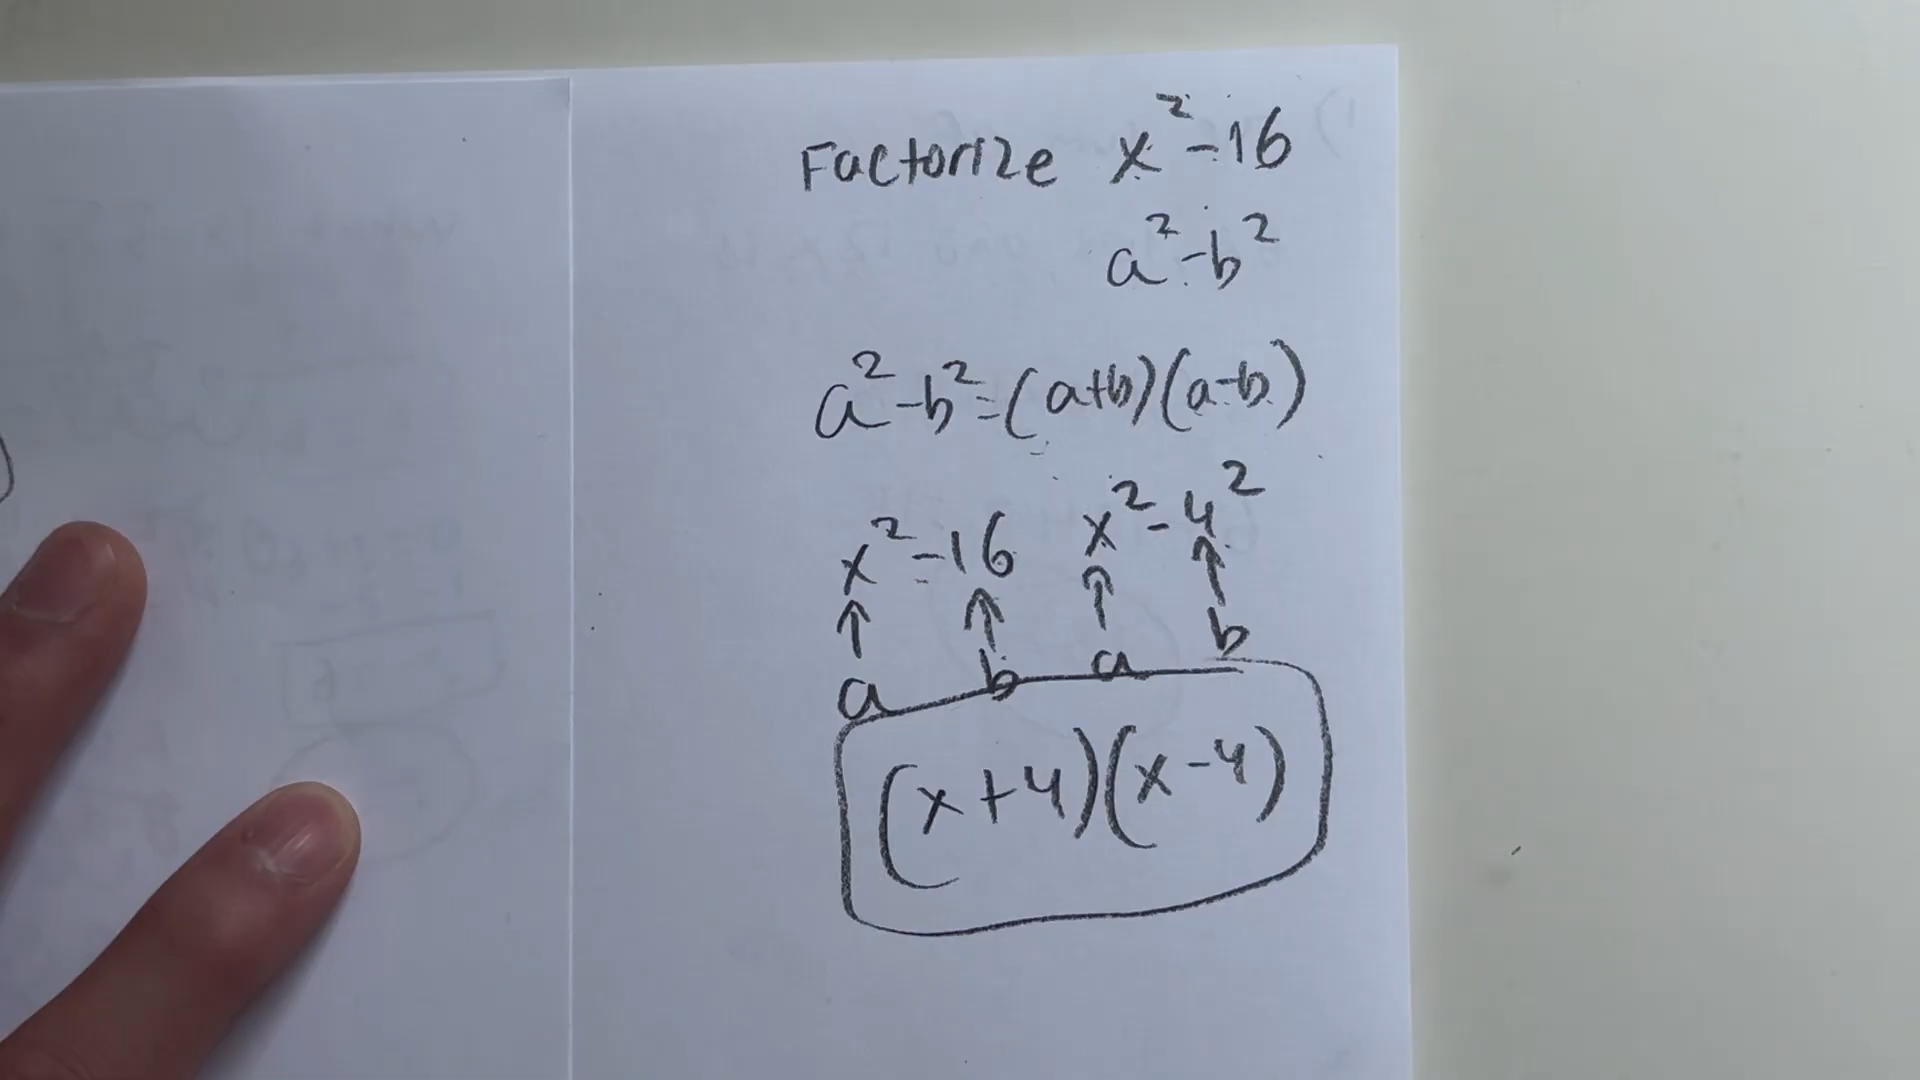 Factorize x²-16
a²-b²
a²-b²=(a+b)(a-b)
x²-16 x²-4²
↑ ↑ ↑ ↑
a b a b
(x+4)(x-4)